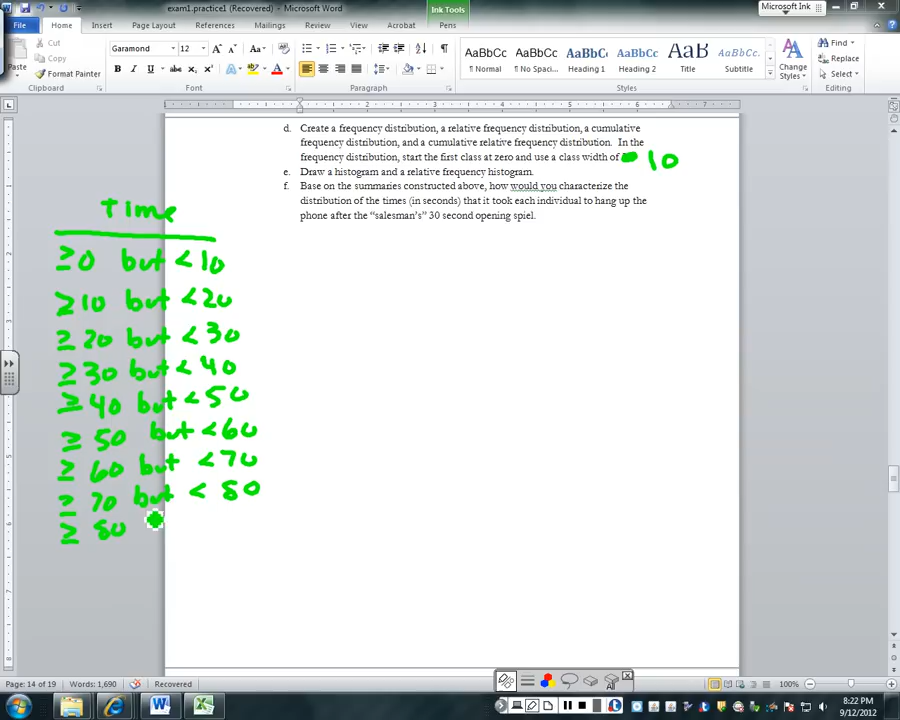 exam1.practice1 (Recovered) - Microsoft Word
Ink Tools
Microsoft Ink
File Home Insert Page Layout References Mailings Review View Acrobat Pens
Cut
Copy
Format Painter
Paste
Clipboard
Garamond 12
Font
Paragraph
AaBbCc AaBbCc AaBbCc AaBbCc AaBb AaBbCc
¶ Normal ¶ No Spaci... Heading 1 Heading 2 Title Subtitle
Styles
Change Styles
Find
Replace
Select
Editing
d. Create a frequency distribution, a relative frequency distribution, a cumulative
frequency distribution, and a cumulative relative frequency distribution. In the
frequency distribution, start the first class at zero and use a class width of 10
e. Draw a histogram and a relative frequency histogram.
f. Base on the summaries constructed above, how would you characterize the
distribution of the times (in seconds) that it took each individual to hang up the
phone after the “salesman’s” 30 second opening spiel.
Time
≥0 but <10
≥10 but <20
≥20 but <30
≥30 but <40
≥40 but <50
≥50 but <60
≥60 but <70
≥70 but <80
≥80
Page: 14 of 19 Words: 1,690 Recovered
100%
8:22 PM
9/12/2012